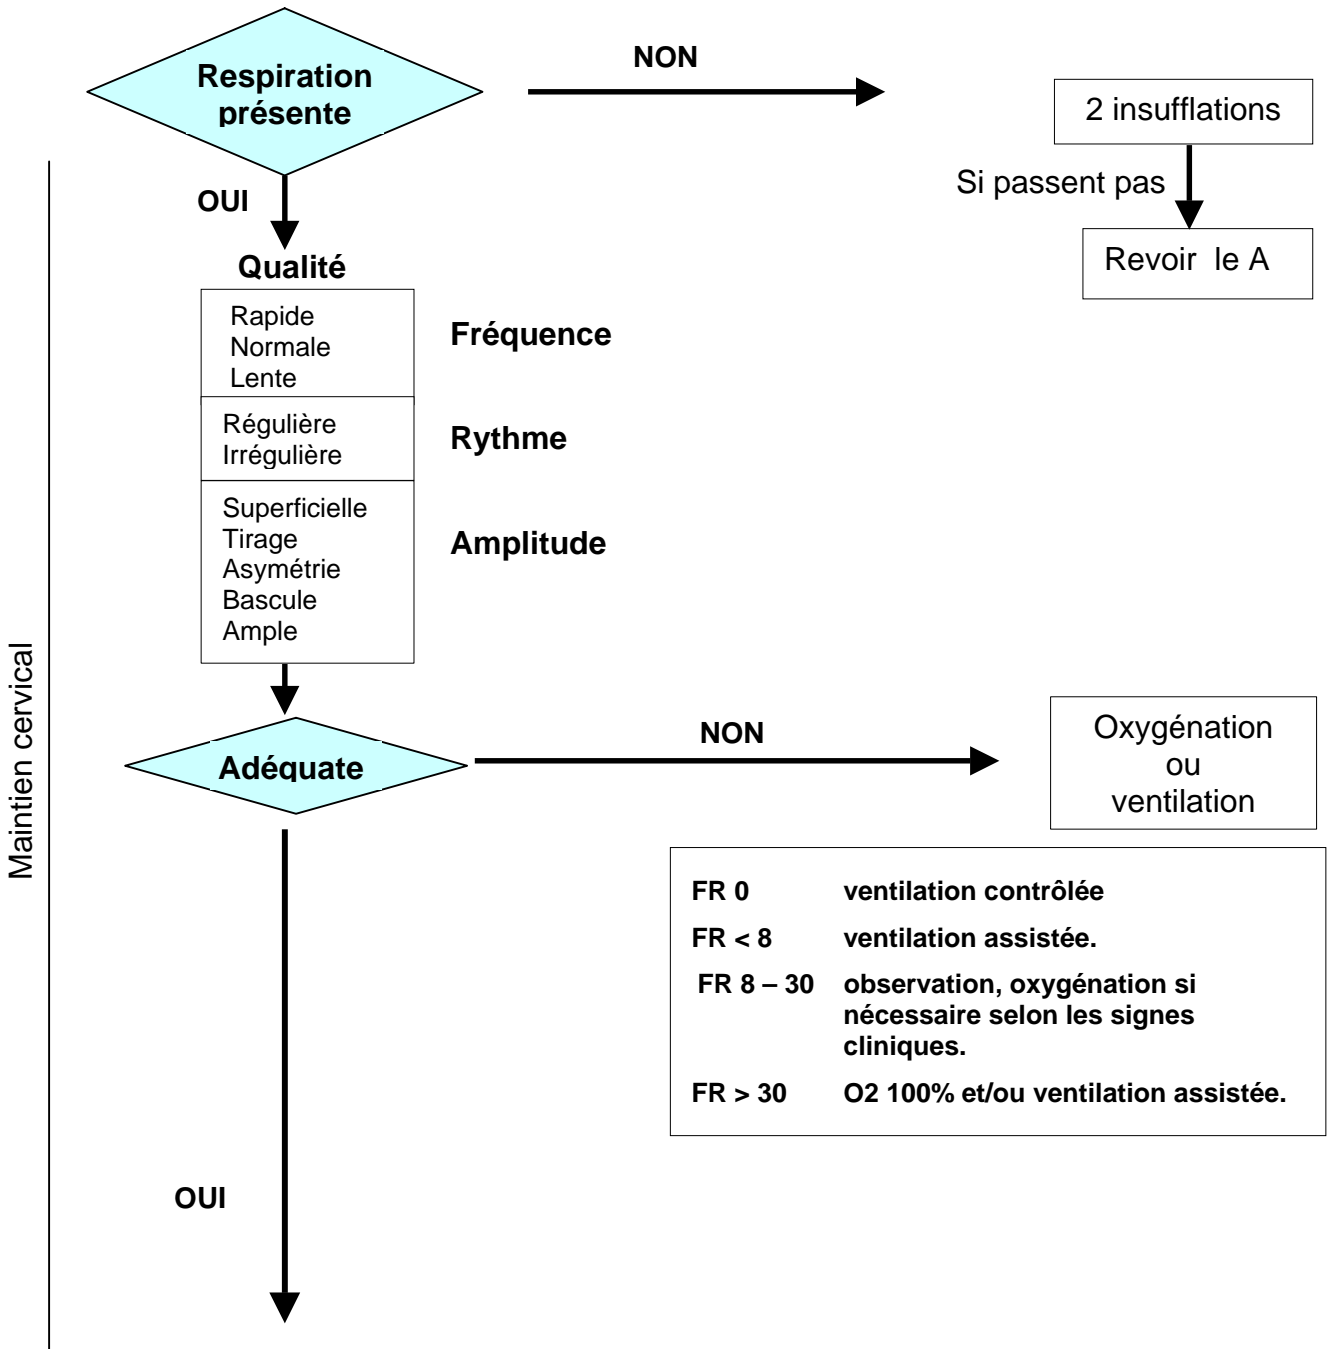 Respiration
présente
NON
2 insufflations
Si passent pas
Revoir le A
OUI
Qualité
Rapide
Normale
Lente
Fréquence
Régulière
Irrégulière
Rythme
Superficielle
Tirage
Asymétrie
Bascule
Ample
Amplitude
Maintien cervical
Adéquate
NON
Oxygénation
ou
ventilation
FR 0 ventilation contrôlée
FR < 8 ventilation assistée.
FR 8 – 30 observation, oxygénation si
nécessaire selon les signes
cliniques.
FR > 30 O2 100% et/ou ventilation assistée.
OUI